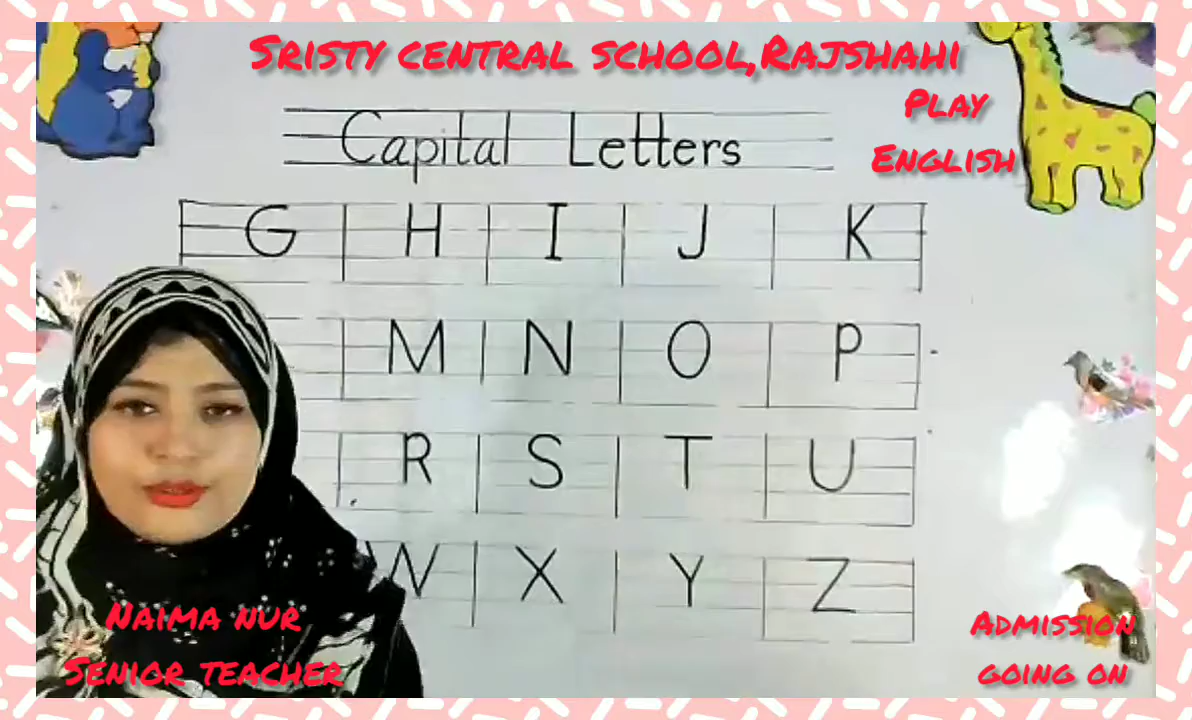 Sristy central school,Rajshahi
Play
English
Capital Letters
G H I J K
M N O P
R S T U
W X Y Z
Naima nur
Senior teacher
Admission
going on